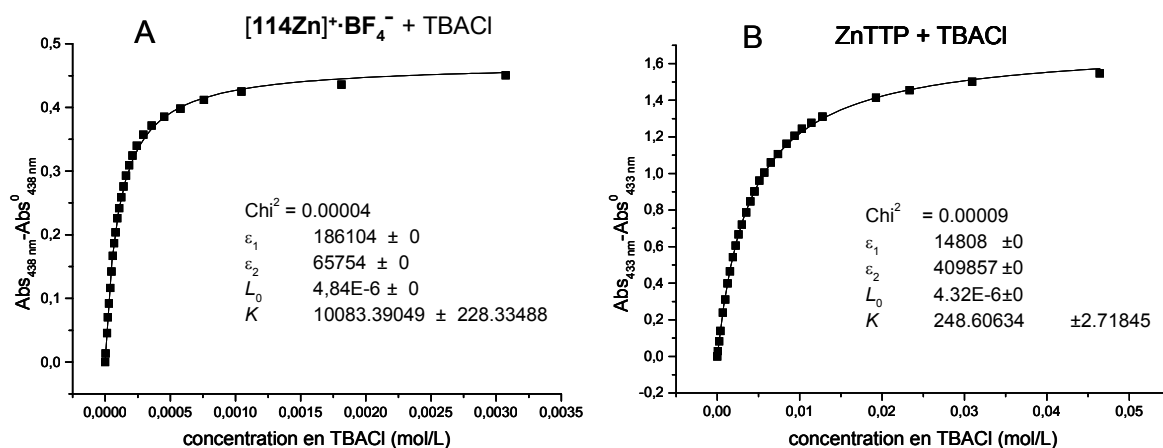 A
[114Zn]⁺·BF₄⁻ + TBACl
0,5
0,4
0,3
0,2
0,1
0,0
Abs₄₃₈ ₙₘ-Abs⁰₄₃₈ ₙₘ
Chi² = 0.00004
ε₁ 186104 ± 0
ε₂ 65754 ± 0
L₀ 4,84E-6 ± 0
K 10083.39049 ± 228.33488
0,0000 0,0005 0,0010 0,0015 0,0020 0,0025 0,0030 0,0035
concentration en TBACl (mol/L)
B
ZnTTP + TBACl
1,8
1,6
1,4
1,2
1,0
0,8
0,6
0,4
0,2
0,0
-0,2
Abs₄₃₃ ₙₘ-Abs⁰₄₃₃ ₙₘ
Chi² = 0.00009
ε₁ 14808 ±0
ε₂ 409857 ±0
L₀ 4.32E-6±0
K 248.60634 ±2.71845
0,00 0,01 0,02 0,03 0,04 0,05
concentration en TBACl (mol/L)